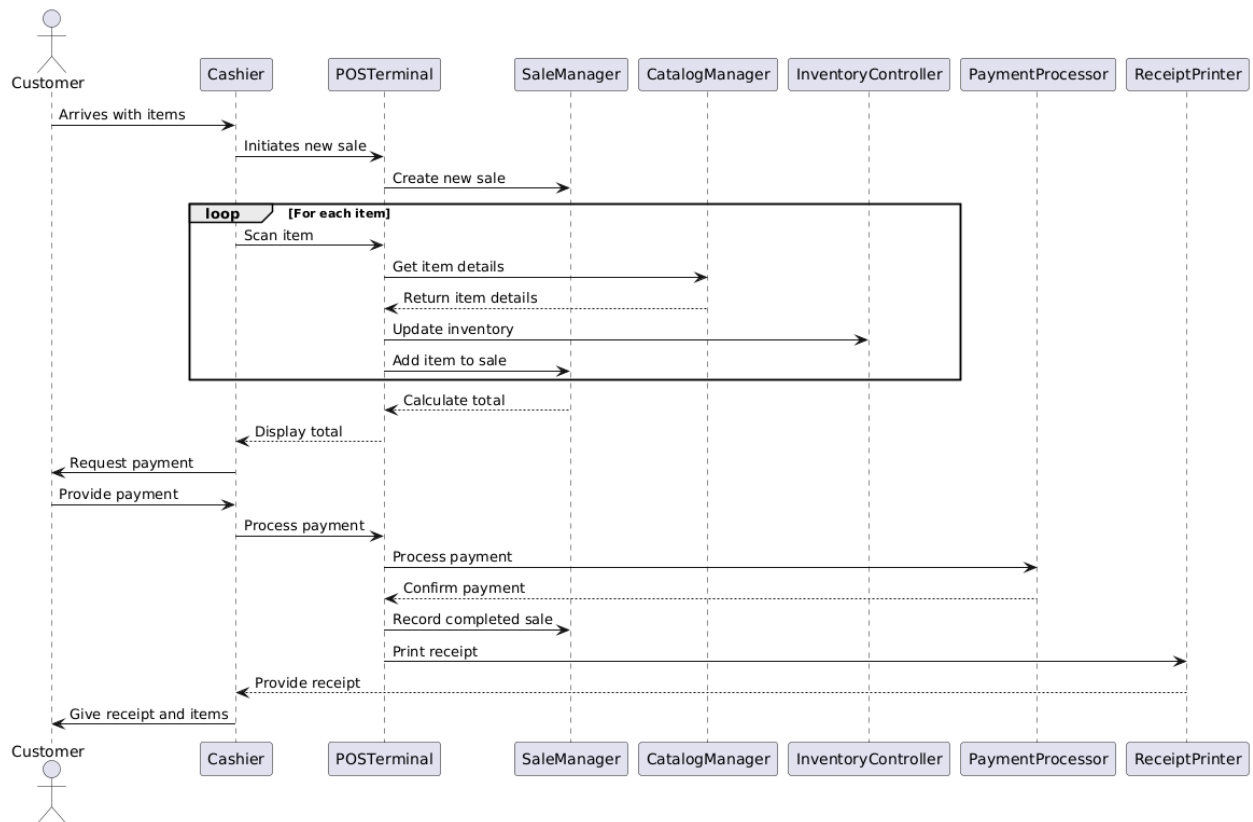 Customer
Cashier
POSTerminal
SaleManager
CatalogManager
InventoryController
PaymentProcessor
ReceiptPrinter
Arrives with items
Initiates new sale
Create new sale
loop [For each item]
Scan item
Get item details
Return item details
Update inventory
Add item to sale
Calculate total
Display total
Request payment
Provide payment
Process payment
Process payment
Confirm payment
Record completed sale
Print receipt
Provide receipt
Give receipt and items
Customer
Cashier
POSTerminal
SaleManager
CatalogManager
InventoryController
PaymentProcessor
ReceiptPrinter